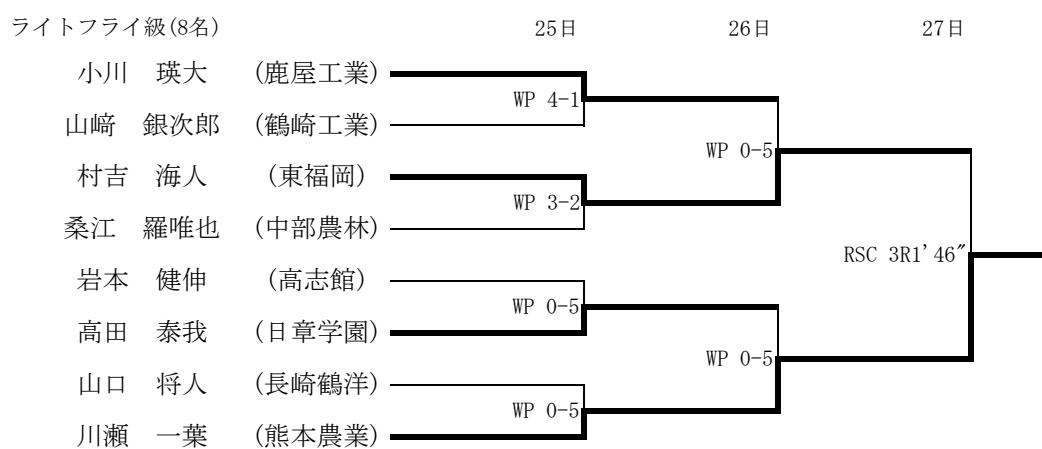 ライトフライ級(8名) 25日 26日 27日
小川 瑛大 (鹿屋工業)
WP 4-1
山﨑 銀次郎 (鶴崎工業)
WP 0-5
村吉 海人 (東福岡)
WP 3-2
桑江 羅唯也 (中部農林)
RSC 3R1'46″
岩本 健伸 (高志館)
WP 0-5
高田 泰我 (日章学園)
WP 0-5
山口 将人 (長崎鶴洋)
WP 0-5
川瀬 一葉 (熊本農業)